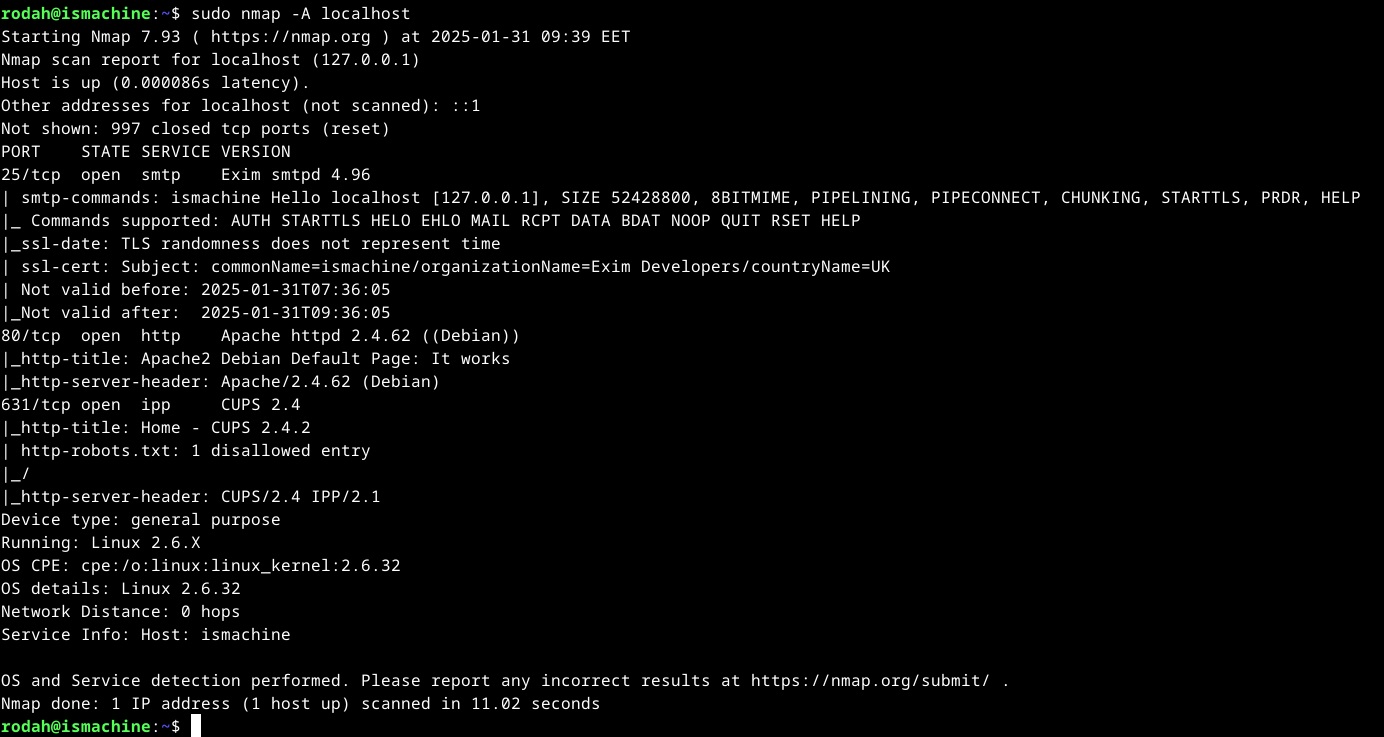 rodah@ismachine:~$ sudo nmap -A localhost
Starting Nmap 7.93 ( https://nmap.org ) at 2025-01-31 09:39 EET
Nmap scan report for localhost (127.0.0.1)
Host is up (0.000086s latency).
Other addresses for localhost (not scanned): ::1
Not shown: 997 closed tcp ports (reset)
PORT    STATE SERVICE VERSION
25/tcp  open  smtp    Exim smtpd 4.96
| smtp-commands: ismachine Hello localhost [127.0.0.1], SIZE 52428800, 8BITMIME, PIPELINING, PIPECONNECT, CHUNKING, STARTTLS, PRDR, HELP
|_ Commands supported: AUTH STARTTLS HELO EHLO MAIL RCPT DATA BDAT NOOP QUIT RSET HELP
|_ssl-date: TLS randomness does not represent time
| ssl-cert: Subject: commonName=ismachine/organizationName=Exim Developers/countryName=UK
| Not valid before: 2025-01-31T07:36:05
|_Not valid after:  2025-01-31T09:36:05
80/tcp  open  http    Apache httpd 2.4.62 ((Debian))
|_http-title: Apache2 Debian Default Page: It works
|_http-server-header: Apache/2.4.62 (Debian)
631/tcp open  ipp     CUPS 2.4
|_http-title: Home - CUPS 2.4.2
| http-robots.txt: 1 disallowed entry
|_/
|_http-server-header: CUPS/2.4 IPP/2.1
Device type: general purpose
Running: Linux 2.6.X
OS CPE: cpe:/o:linux:linux_kernel:2.6.32
OS details: Linux 2.6.32
Network Distance: 0 hops
Service Info: Host: ismachine

OS and Service detection performed. Please report any incorrect results at https://nmap.org/submit/ .
Nmap done: 1 IP address (1 host up) scanned in 11.02 seconds
rodah@ismachine:~$